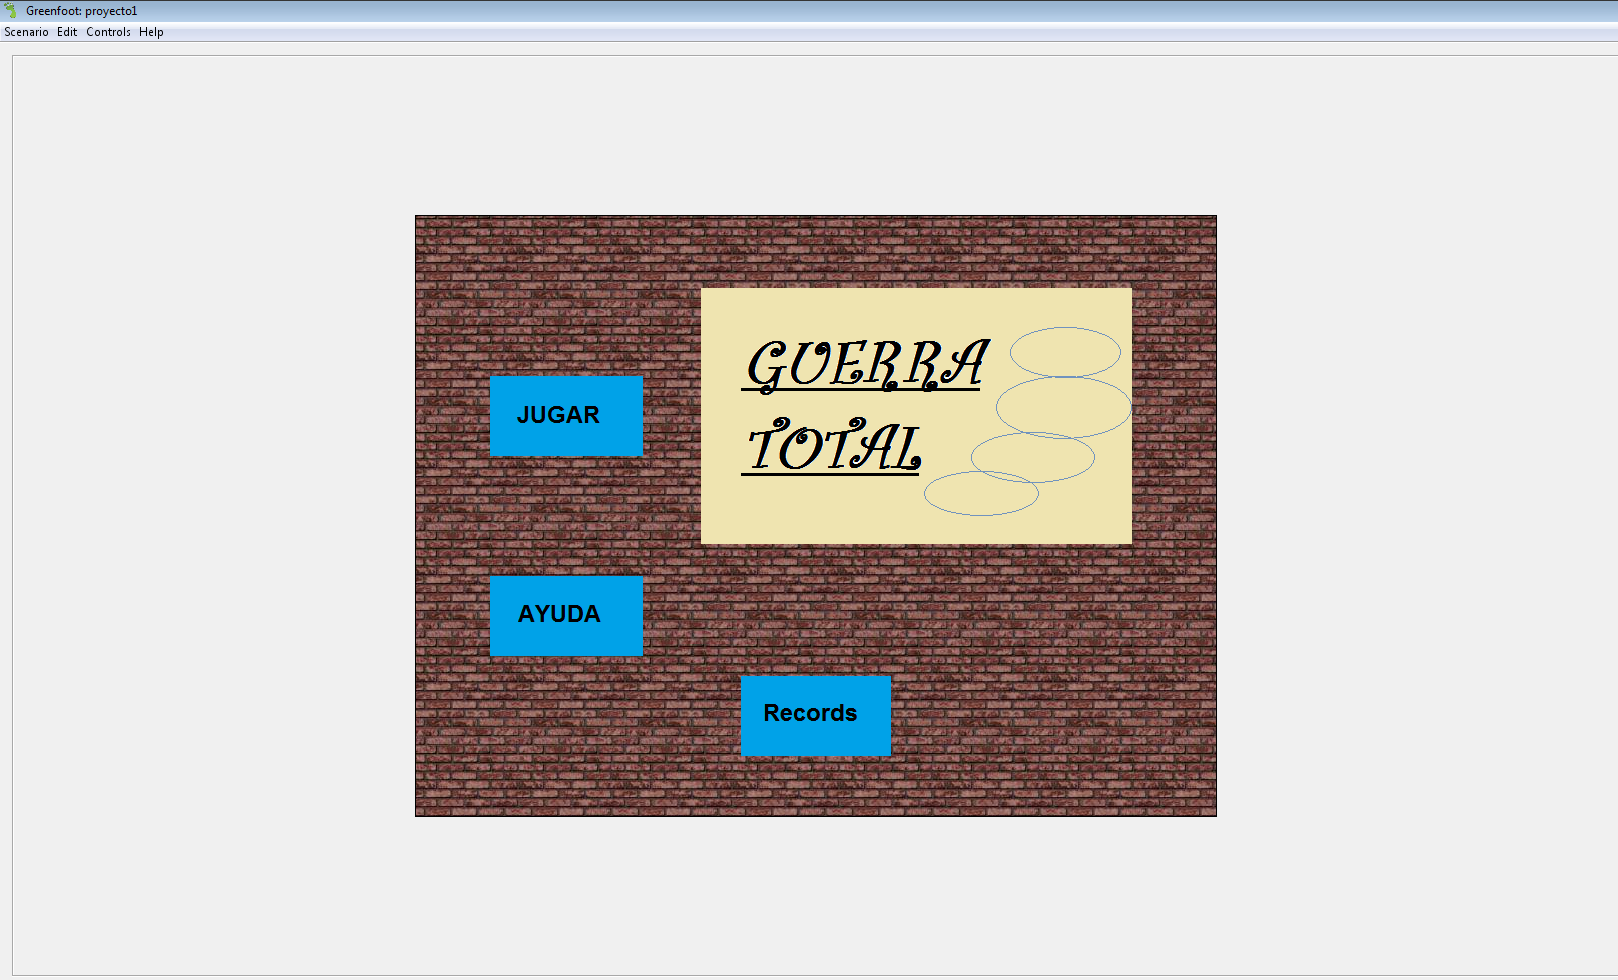 Greenfoot: proyecto1
Scenario Edit Controls Help
GUERRA
TOTAL
JUGAR
AYUDA
Records